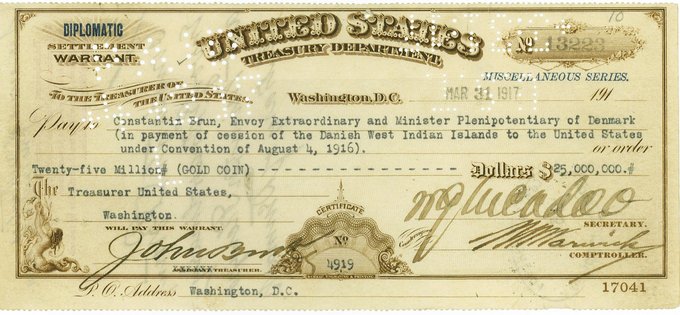 10
DIPLOMATIC
SETTLEMENT
WARRANT.
UNITED STATES
TREASURY DEPARTMENT.
No 13223
MISCELLANEOUS SERIES.
TO THE TREASURER OF
THE UNITED STATES.
Washington, D.C. MAR 31 1917 191
Pay to Constantin Brun, Envoy Extraordinary and Minister Plenipotentiary of Denmark
(in payment of cession of the Danish West Indian Islands to the United States
under Convention of August 4, 1916). or order
Twenty-five Million# (GOLD COIN) - - - - - - - - - - - - - - - - - Dollars $25,000,000.#
The Treasurer United States,
Washington.
WILL PAY THIS WARRANT.
CERTIFICATE
No
4919
W G McAdoo
SECRETARY.
COMPTROLLER.
TREASURER.
P.O. Address Washington, D.C.
17041